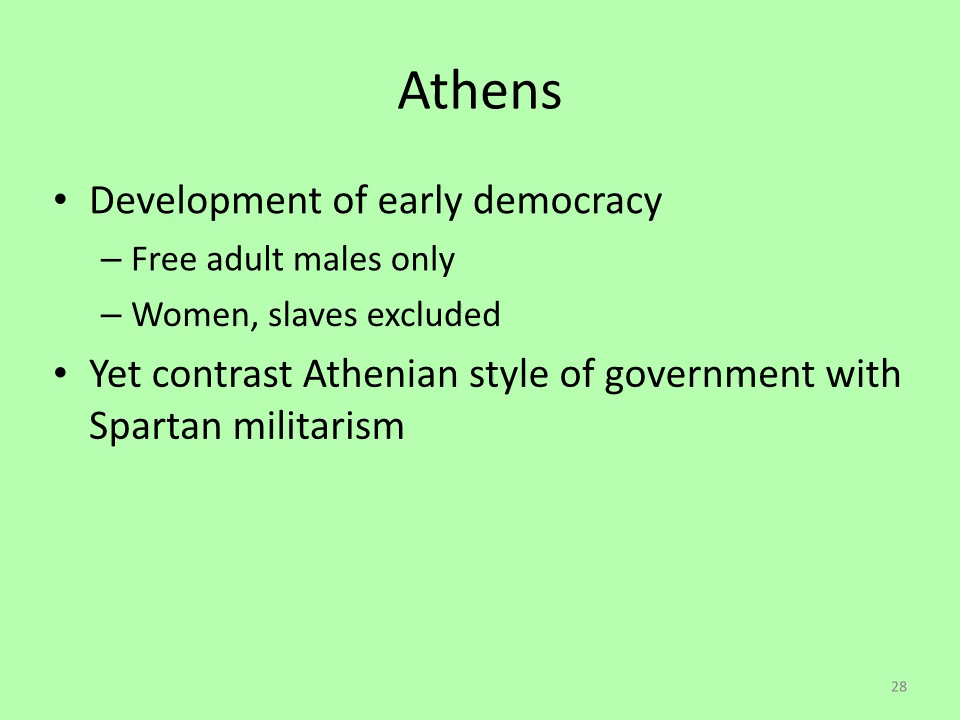 Athens
• Development of early democracy
– Free adult males only
– Women, slaves excluded
• Yet contrast Athenian style of government with
Spartan militarism
28